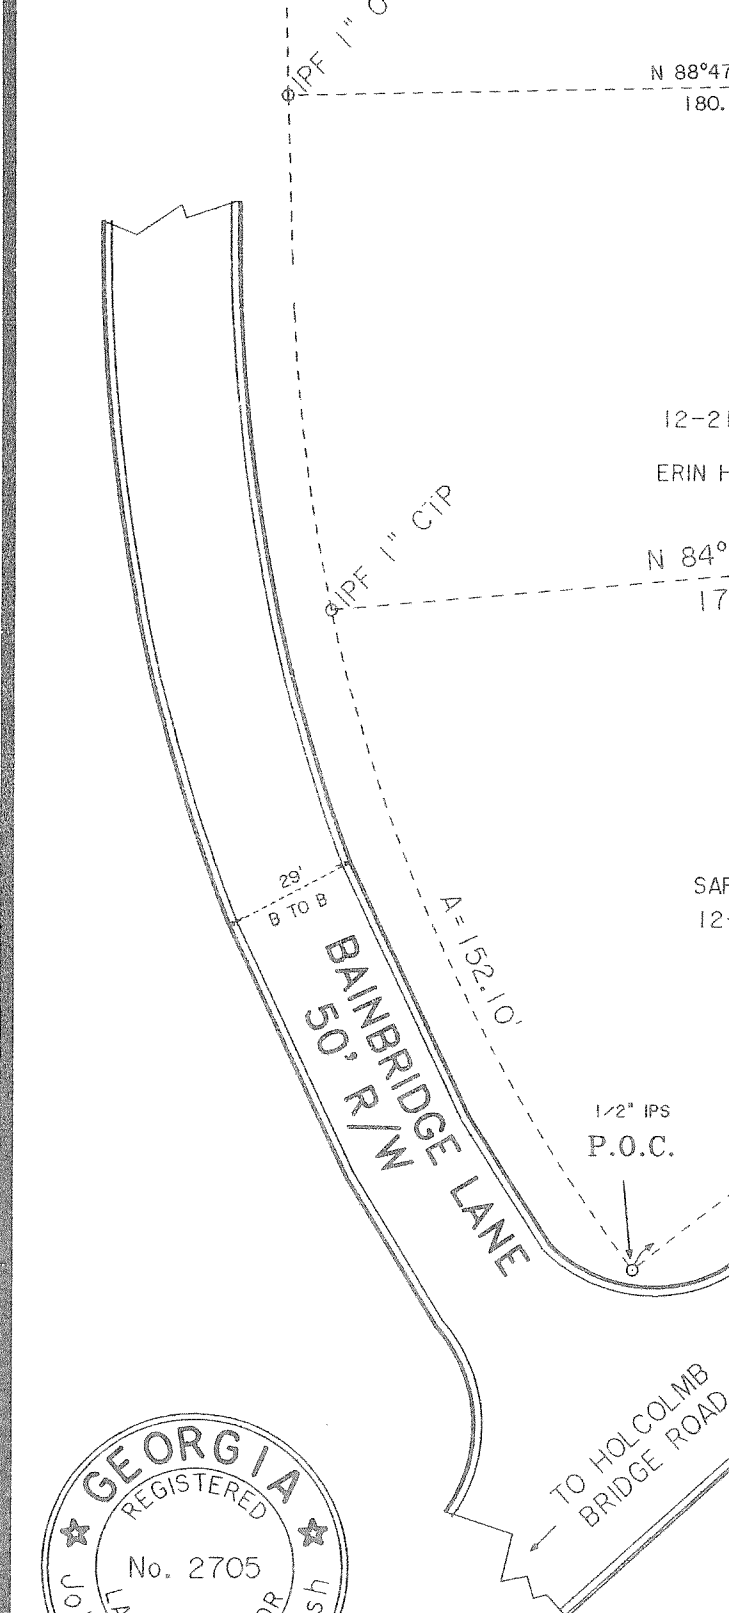 IPF 1"
N 88°47
180.
12-21
ERIN H
IPF 1" CTP
N 84°
17
29'
B TO B
A=152.10'
SAF
12-
BAINBRIDGE LANE
50' R/W
1/2" IPS
P.O.C.
TO HOLCOLMB
BRIDGE ROAD
GEORGIA
REGISTERED
No. 2705